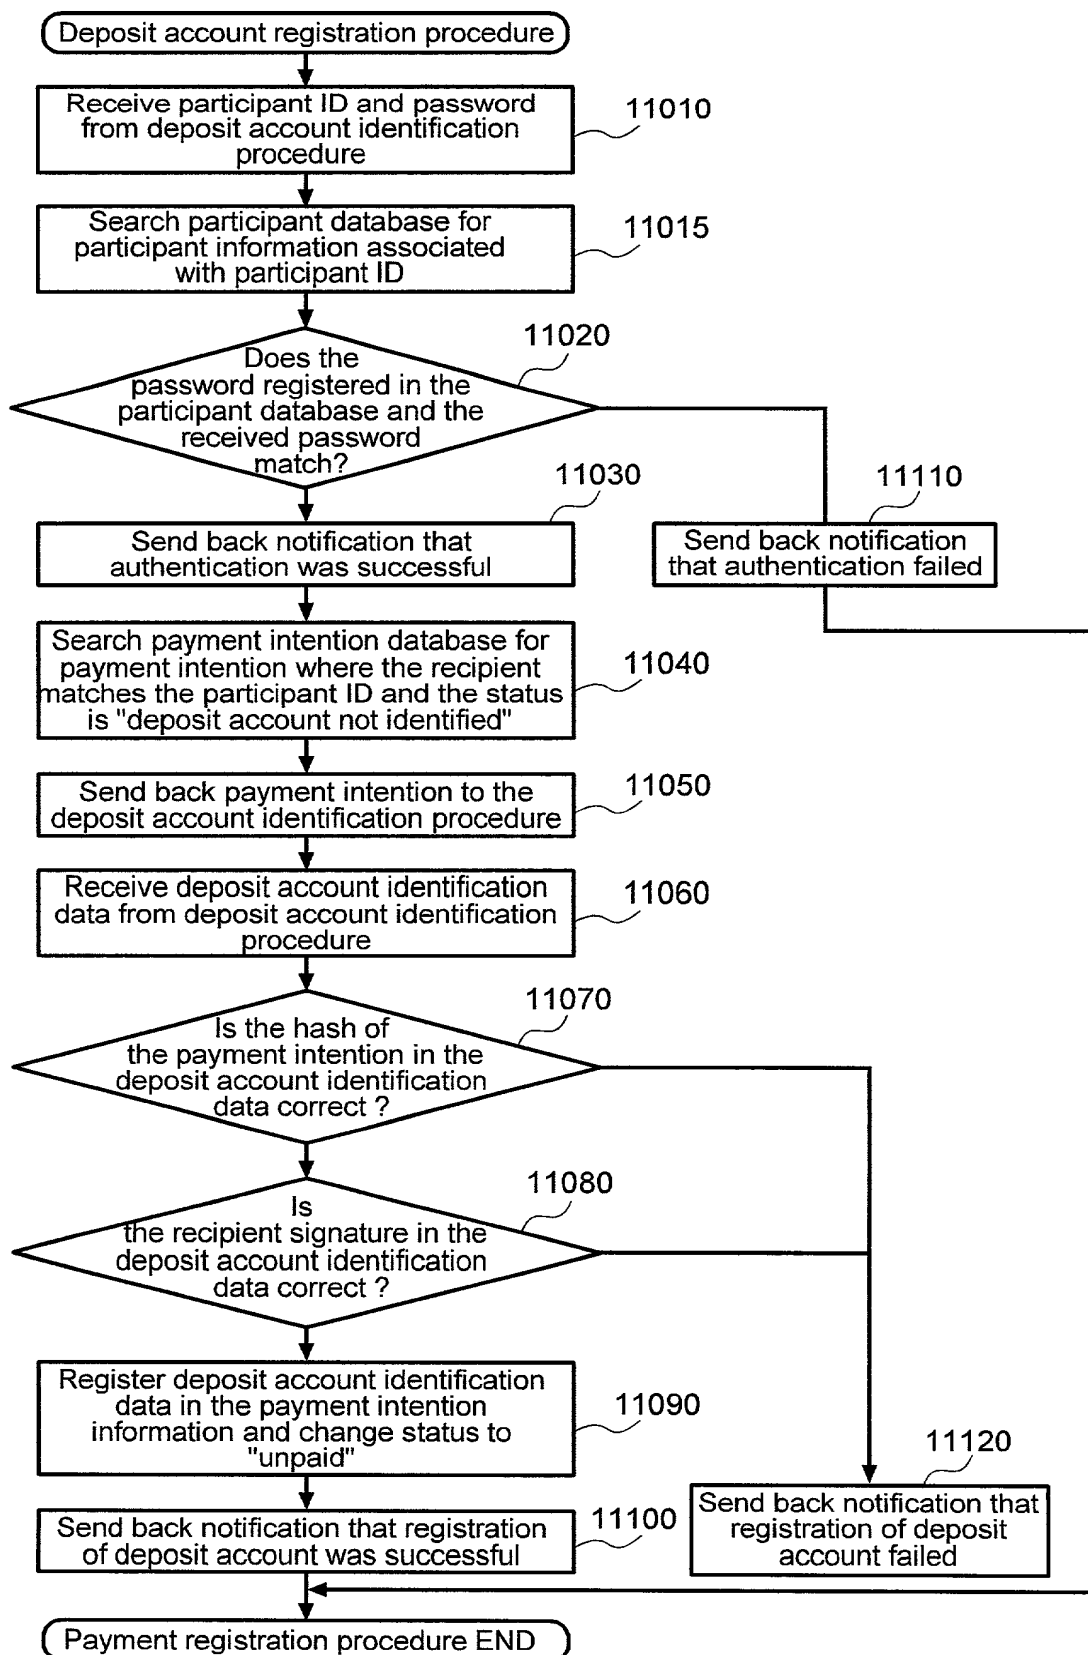 Deposit account registration procedure
Receive participant ID and password
from deposit account identification
procedure
11010
Search participant database for
participant information associated
with participant ID
11015
11020
Does the
password registered in the
participant database and the
received password
match?
11030
Send back notification that
authentication was successful
11110
Send back notification
that authentication failed
Search payment intention database for
payment intention where the recipient
matches the participant ID and the status
is "deposit account not identified"
11040
Send back payment intention to the
deposit account identification procedure
11050
Receive deposit account identification
data from deposit account identification
procedure
11060
11070
Is the hash of
the payment intention in the
deposit account identification
data correct ?
11080
Is
the recipient signature in the
deposit account identification
data correct ?
Register deposit account identification
data in the payment intention
information and change status to
"unpaid"
11090
Send back notification that registration
of deposit account was successful
11100
11120
Send back notification that
registration of deposit
account failed
Payment registration procedure END